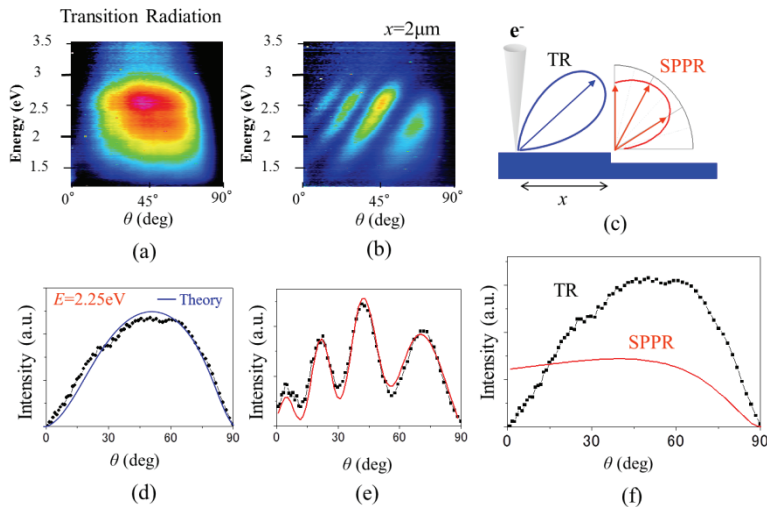 Transition Radiation
3.5
3
2.5
2
1.5
Energy (eV)
0°
45°
90°
θ (deg)
(a)
x=2μm
3.5
3
2.5
2
1.5
Energy (eV)
0°
45°
90°
θ (deg)
(b)
e-
TR
SPPR
x
(c)
E=2.25eV
Theory
Intensity (a.u.)
0
30
60
90
θ (deg)
(d)
Intensity (a.u.)
0
30
60
90
θ (deg)
(e)
TR
SPPR
Intensity (a.u.)
0
30
60
90
θ (deg)
(f)